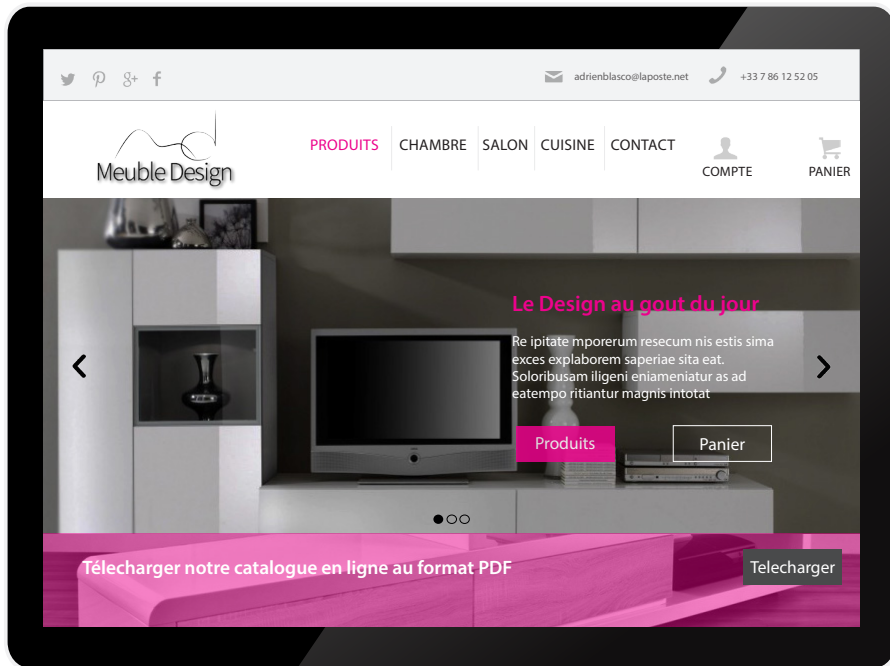 adrienblasco@laposte.net +33 7 86 12 52 05
Meuble Design
PRODUITS CHAMBRE SALON CUISINE CONTACT
COMPTE PANIER
Le Design au gout du jour
Re ipitate mporerum resecum nis estis sima
exces explaborem saperiae sita eat.
Soloribusam iligeni eniameniatur as ad
eatempo ritiantur magnis intotat
Produits Panier
Télecharger notre catalogue en ligne au format PDF
Telecharger